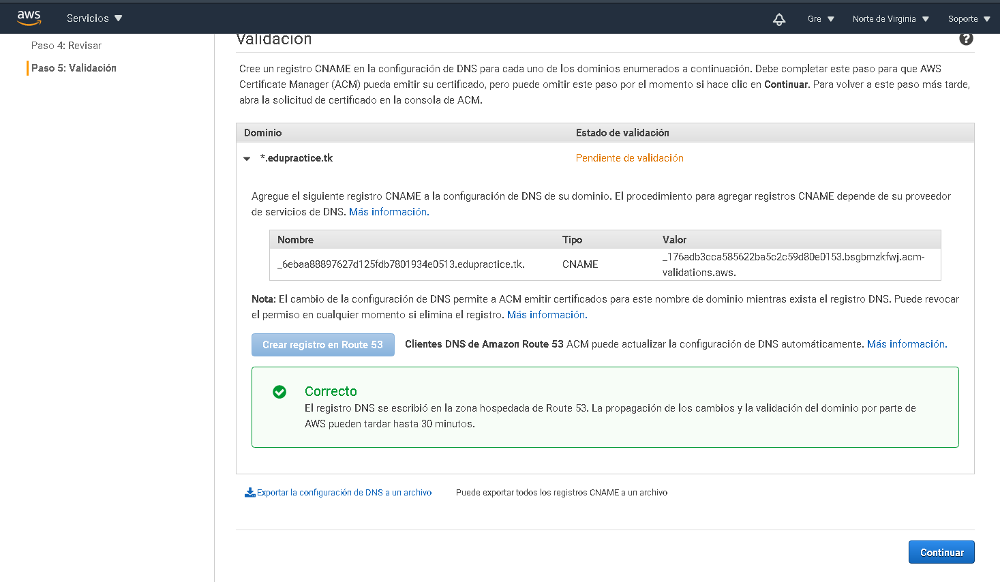 aws
Servicios
Gre
Norte de Virginia
Soporte
Paso 4: Revisar
Paso 5: Validación
Validación
?
Cree un registro CNAME en la configuración de DNS para cada uno de los dominios enumerados a continuación. Debe completar este paso para que AWS
Certificate Manager (ACM) pueda emitir su certificado, pero puede omitir este paso por el momento si hace clic en Continuar. Para volver a este paso más tarde,
abra la solicitud de certificado en la consola de ACM.
Dominio Estado de validación
*.edupractice.tk Pendiente de validación
Agregue el siguiente registro CNAME a la configuración de DNS de su dominio. El procedimiento para agregar registros CNAME depende de su proveedor
de servicios de DNS. Más información.
Nombre Tipo Valor
_6ebaa88897627d125fdb7801934e0513.edupractice.tk. CNAME _176adb3cca585622ba5c2c59d80e0153.bsgbmzkfwj.acm-
validations.aws.
Nota: El cambio de la configuración de DNS permite a ACM emitir certificados para este nombre de dominio mientras exista el registro DNS. Puede revocar
el permiso en cualquier momento si elimina el registro. Más información.
Crear registro en Route 53 Clientes DNS de Amazon Route 53 ACM puede actualizar la configuración de DNS automáticamente. Más información.
Correcto
El registro DNS se escribió en la zona hospedada de Route 53. La propagación de los cambios y la validación del dominio por parte de
AWS pueden tardar hasta 30 minutos.
Exportar la configuración de DNS a un archivo Puede exportar todos los registros CNAME a un archivo
Continuar